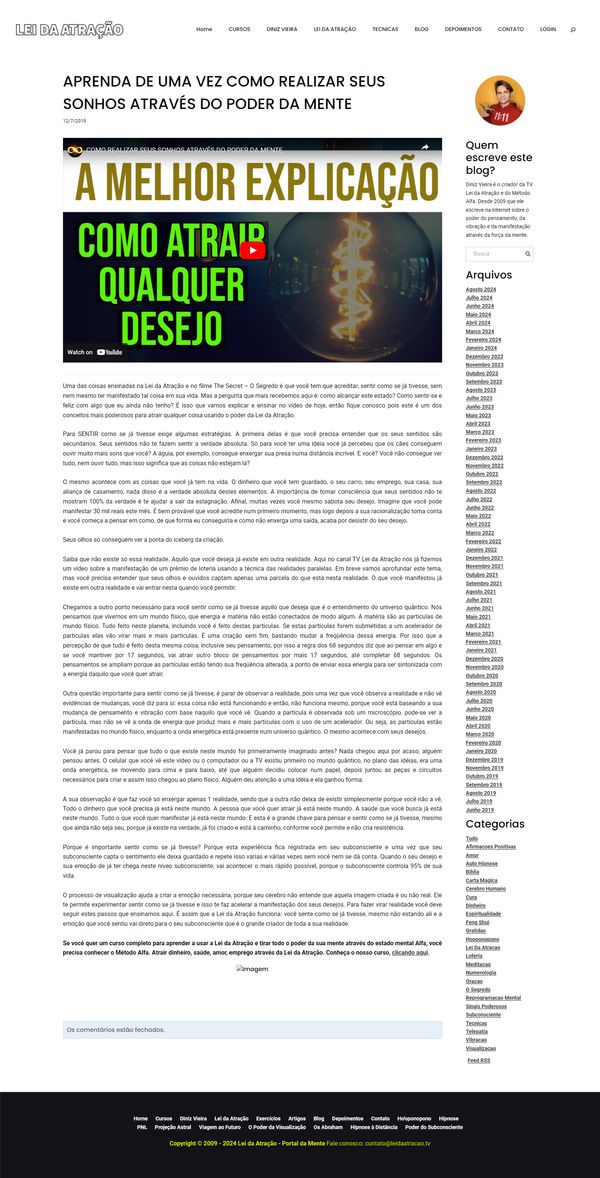 LEI DA ATRAÇÃO
Home CURSOS DINIZ VIEIRA LEI DA ATRAÇÃO TECNICAS BLOG DEPOIMENTOS CONTATO LOGIN
APRENDA DE UMA VEZ COMO REALIZAR SEUS
SONHOS ATRAVÉS DO PODER DA MENTE
12/7/2019
COMO REALIZAR SEUS SONHOS ATRAVÉS DO PODER DA MENTE
A MELHOR EXPLICAÇÃO
COMO ATRAIR
QUALQUER
DESEJO
Watch on YouTube
Uma das coisas ensinadas na Lei da Atração e no filme The Secret – O Segredo é que você tem que acreditar, sentir como se já tivesse, sem
nem mesmo ter manifestado tal coisa em sua vida. Mas a pergunta que mais recebemos aqui é: como alcançar este estado? Como sentir-se e
feliz com algo que eu ainda não tenho? É isso que vamos explicar e ensinar no vídeo de hoje, então fique conosco pois este é um dos
conceitos mais poderosos para atrair qualquer coisa usando o poder da Lei da Atração.
Para SENTIR como se já tivesse exige algumas estratégias. A primeira delas é que você precisa entender que os seus sentidos são
secundários. Seus sentidos não te fazem sentir a verdade absoluta. Só para você ter uma idéia você já percebeu que os cães conseguem
ouvir muito mais sons que você? A águia, por exemplo, consegue enxergar sua presa numa distância incrível. E você? Você não consegue ver
tudo, nem ouvir tudo, mas isso significa que as coisas não estejam lá?
O mesmo acontece com as coisas que você já tem na vida. O dinheiro que você tem guardado, o seu carro, seu emprego, sua casa, sua
aliança de casamento, nada disso é a verdade absoluta destes elementos. A importância de tomar consciência que seus sentidos não te
mostram 100% da verdade é te ajudar a sair da estagnação. Afinal, muitas vezes você mesmo sabota seu desejo. Imagine que você pode
manifestar 30 mil reais este mês. É bem provável que você acredite num primeiro momento, mas logo depois a sua racionalização toma conta
e você começa a pensar em como, de que forma eu conseguiria e como não enxerga uma saída, acaba por desistir do seu desejo.
Seus olhos só conseguem ver a ponta do iceberg da criação.
Saiba que não existe só essa realidade. Aquilo que você deseja já existe em outra realidade. Aqui no canal TV Lei da Atração nós já fizemos
um vídeo sobre a manifestação de um prêmio de loteria usando a técnica das realidades paralelas. Em breve vamos aprofundar este tema,
mas você precisa entender que seus olhos e ouvidos captam apenas uma parcela do que esta nesta realidade. O que você manifestou já
existe em outra realidade e vai entrar nesta quando você permitir.
Chegamos a outro ponto necessário para você sentir como se já tivesse aquilo que deseja que é o entendimento do universo quântico. Nós
pensamos que vivemos em um mundo físico, que energia e matéria não estão conectados de modo algum. A matéria são as partículas de
mundo físico. Tudo feito neste planeta, incluindo você é feito destas partículas. Se estas partículas forem submetidas a um acelerador de
partículas elas vão virar mais e mais partículas. É uma criação sem fim, bastando mudar a freqüência dessa energia. Por isso que a
percepção de que tudo é feito desta mesma coisa, inclusive seu pensamento, por isso a regra dos 68 segundos diz que ao pensar em algo e
se você mantiver por 17 segundos, vai atrair outro bloco de pensamentos por mais 17 segundos, até completar 68 segundos. Os
pensamentos se ampliam porque as partículas estão tendo sua freqüência alterada, a ponto de enviar essa energia para ser sintonizada com
a energia daquilo que você quer atrair.
Outra questão importante para sentir como se já tivesse, é parar de observar a realidade, pois uma vez que você observa a realidade e não vê
evidências de mudanças, você diz para si: essa coisa não está funcionando e então, não funciona mesmo, porque você está baseando a sua
mudança de pensamento e vibração com base naquilo que você vê. Quando a partícula é observada sob um microscópio, pode-se ver a
partícula, mas não se vê a onda de energia que produz mais e mais partículas com o uso de um acelerador. Ou seja, as partículas estão
manifestadas no mundo físico, enquanto a onda energética está presente num universo quântico. O mesmo acontece com seus desejos.
Você já parou para pensar que tudo o que existe neste mundo foi primeiramente imaginado antes? Nada chegou aqui por acaso, alguém
pensou antes. O celular que você vê este vídeo ou o computador ou a TV existiu primeiro no mundo quântico, no plano das idéias, era uma
onda energética, se movendo para cima e para baixo, até que alguém decidiu colocar num papel, depois juntou as peças e circuitos
necessários para criar e assim isso chegou ao plano físico. Alguém deu atenção a uma idéia e ela ganhou forma.
A sua observação é que faz você só enxergar apenas 1 realidade, sendo que a outra não deixa de existir simplesmente porque você não a vê,
Todo o dinheiro que você precisa já está neste mundo. A pessoa que você quer atrair já está neste mundo. A saúde que você busca já está
neste mundo. Tudo o que você quer manifestar já está neste mundo. E esta é a grande chave para pensar e sentir como se já tivesse, mesmo
que ainda não seja seu, porque já existe na verdade, já foi criado e está à caminho, conforme você permite e não cria resistência.
Porque é importante sentir como se já tivesse? Porque esta experiência fica registrada em seu subconsciente e uma vez que seu
subconsciente capta o sentimento ele deixa guardado e repete isso varias e várias vezes sem você nem se dá conta. Quando o seu desejo e
sua emoção de já ter chega neste nível subconsciente, vai acontecer o mais rápido possível, porque o subconsciente controla 95% de sua
vida.
O processo de visualização ajuda a criar a emoção necessária, porque seu cérebro não entende que aquela imagem criada é ou não real. Ele
te permite experimentar sentir como se já tivesse e isso te faz acelerar a manifestação dos seus desejos. Para fazer virar realidade você deve
seguir estes passos que ensinamos aqui. É assim que a Lei da Atração funciona: você sente como se já tivesse, mesmo não estando ali e a
emoção que você sentiu vai direto para o seu subconsciente que é o grande criador de toda a sua realidade.
Se você quer um curso completo para aprender a usar a Lei da Atração e tirar todo o poder da sua mente através do estado mental Alfa, você
precisa conhecer o Método Alfa. Atrair dinheiro, saúde, amor, emprego através da Lei da Atração. Conheça o nosso curso, clicando aqui.
Imagem
Os comentários estão fechados.
11:11
Quem
escreve este
blog?
Diniz Vieira é o criador da TV
Lei da Atração e do Método
Alfa. Desde 2009 que ele
escreve na Internet sobre o
poder do pensamento, da
vibração e da manifestação
através da força da mente.
Busca
Arquivos
Agosto 2024
Julho 2024
Junho 2024
Maio 2024
Abril 2024
Março 2024
Fevereiro 2024
Janeiro 2024
Dezembro 2023
Novembro 2023
Outubro 2023
Setembro 2023
Agosto 2023
Julho 2023
Junho 2023
Maio 2023
Abril 2023
Março 2023
Fevereiro 2023
Janeiro 2023
Dezembro 2022
Novembro 2022
Outubro 2022
Setembro 2022
Agosto 2022
Julho 2022
Junho 2022
Maio 2022
Abril 2022
Março 2022
Fevereiro 2022
Janeiro 2022
Dezembro 2021
Novembro 2021
Outubro 2021
Setembro 2021
Agosto 2021
Julho 2021
Junho 2021
Maio 2021
Abril 2021
Março 2021
Fevereiro 2021
Janeiro 2021
Dezembro 2020
Novembro 2020
Outubro 2020
Setembro 2020
Agosto 2020
Julho 2020
Junho 2020
Maio 2020
Abril 2020
Março 2020
Fevereiro 2020
Janeiro 2020
Dezembro 2019
Novembro 2019
Outubro 2019
Setembro 2019
Agosto 2019
Julho 2019
Junho 2019
Categorias
Tudo
Afirmacoes Positivas
Amor
Auto Hipnose
Biblia
Carta Magica
Cerebro Humano
Cura
Dinheiro
Espiritualidade
Feng Shui
Gratidao
Hooponopono
Lei Da Atracao
Loteria
Meditacao
Numerologia
Oracao
O Segredo
Reprogramacao Mental
Sinais Poderosos
Subconsciente
Tecnicas
Telepatia
Vibracao
Visualizacao
Feed RSS
Home Cursos Diniz Vieira Lei da Atração Exercícios Artigos Blog Depoimentos Contato Ho'oponopono Hipnose
PNL Projeção Astral Viagem ao Futuro O Poder da Visualização Os Abraham Hipnose à Distância Poder do Subconsciente
Copyright © 2009 - 2024 Lei da Atração - Portal da Mente Fale conosco: contato@leidaatracao.tv